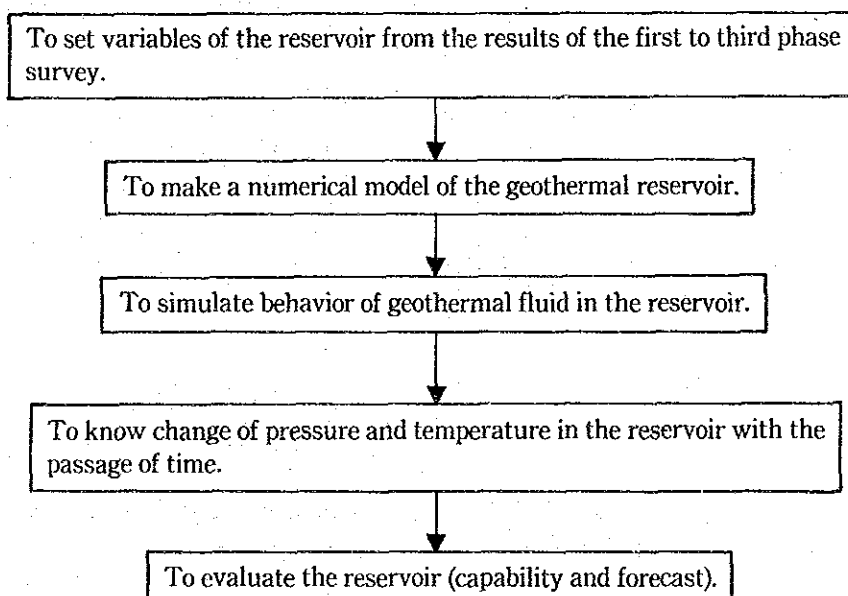 To set variables of the reservoir from the results of the first to third phase
survey.
To make a numerical model of the geothermal reservoir.
To simulate behavior of geothermal fluid in the reservoir.
To know change of pressure and temperature in the reservoir with the
passage of time.
To evaluate the reservoir (capability and forecast).